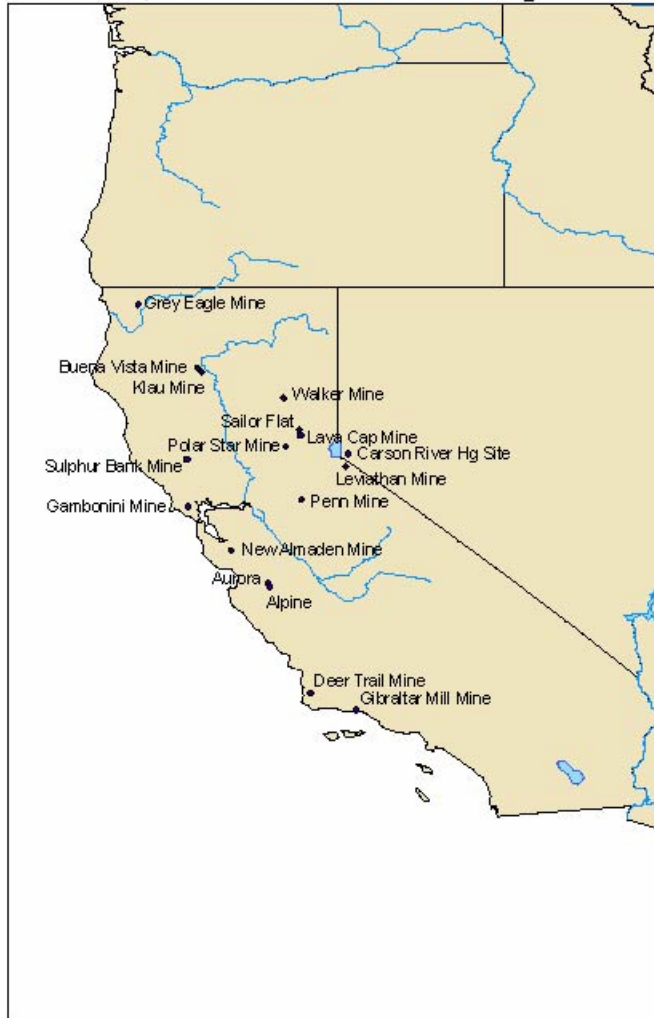 Grey Eagle Mine
Buena Vista Mine
Klau Mine
Walker Mine
Sailor Flat
Lava Cap Mine
Polar Star Mine
Carson River Hg Site
Sulphur Bank Mine
Leviathan Mine
Gambonini Mine
Penn Mine
New Almaden Mine
Aurora
Alpine
Deer Trail Mine
Gibraltar Mill Mine